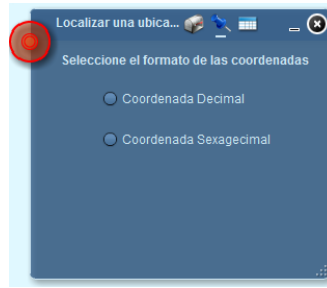 Localizar una ubica...
Seleccione el formato de las coordenadas
Coordenada Decimal
Coordenada Sexagecimal